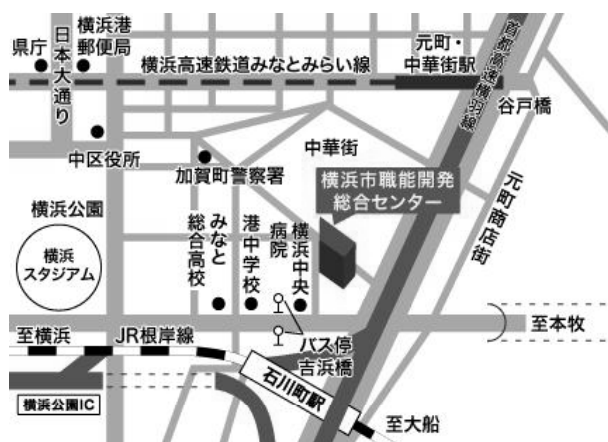 県庁
日本大通り
横浜港
郵便局
横浜高速鉄道みなとみらい線
元町・
中華街駅
首都高速横羽線
谷戸橋
中区役所
加賀町警察署
中華街
横浜市職能開発
総合センター
元町商店街
横浜公園
横浜
スタジアム
みなと
総合高校
港中学校
横浜中央
病院
至横浜
JR根岸線
バス停
吉浜橋
至本牧
石川町駅
横浜公園IC
至大船